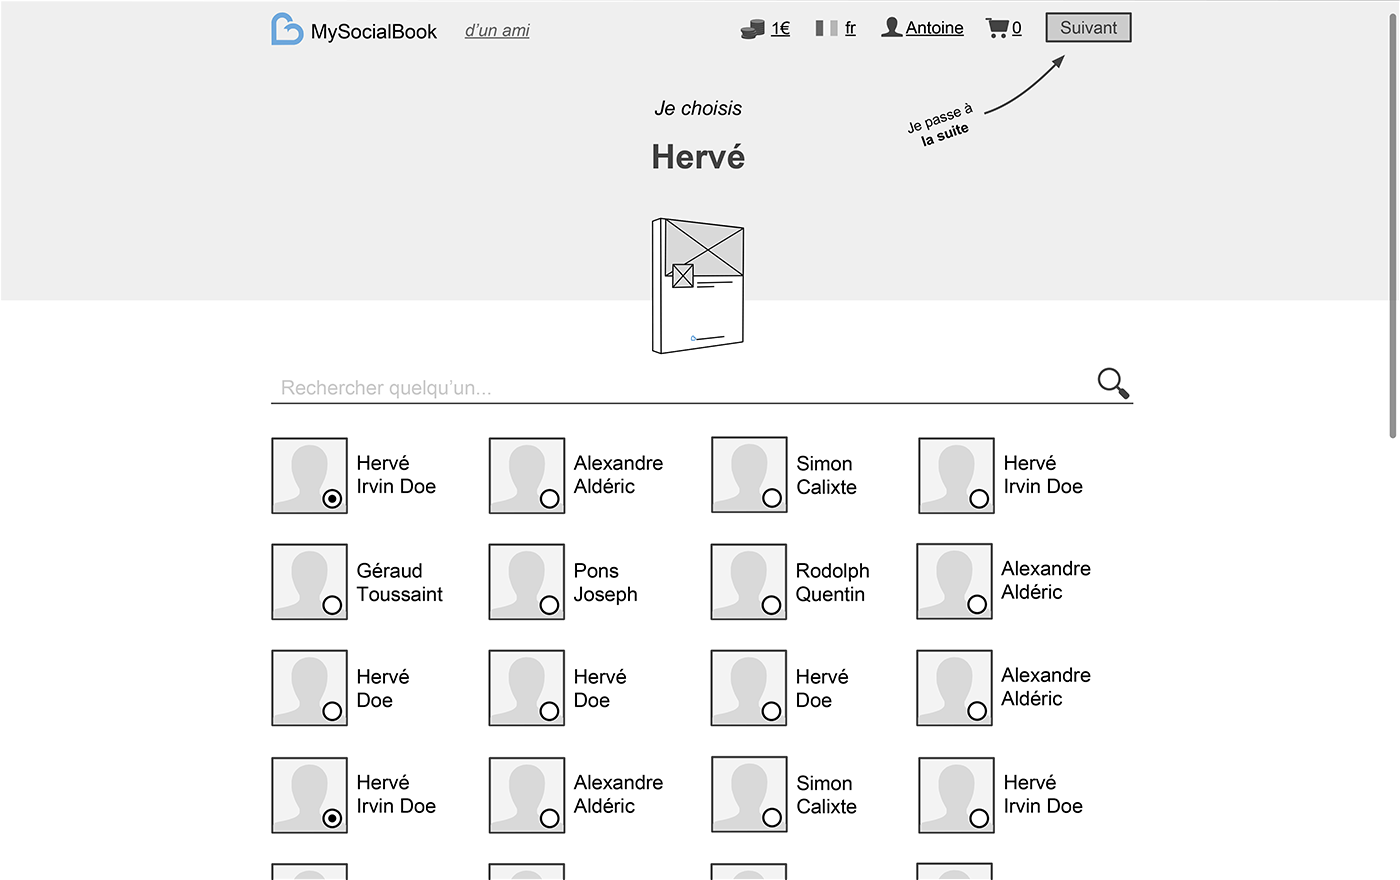 MySocialBook d'un ami 1€ fr Antoine 0 Suivant
Je passe à
la suite
Je choisis
Hervé
Rechercher quelqu'un...
Hervé
Irvin Doe
Alexandre
Aldéric
Simon
Calixte
Hervé
Irvin Doe
Géraud
Toussaint
Pons
Joseph
Rodolph
Quentin
Alexandre
Aldéric
Hervé
Doe
Hervé
Doe
Hervé
Doe
Alexandre
Aldéric
Hervé
Irvin Doe
Alexandre
Aldéric
Simon
Calixte
Hervé
Irvin Doe